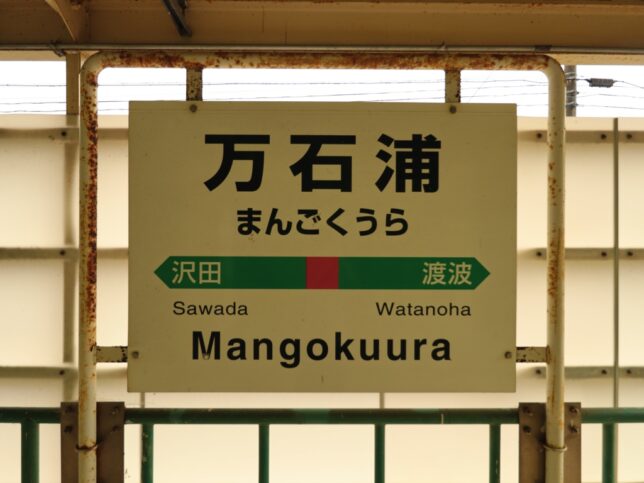 万石浦
まんごくうら
沢田 渡波
Sawada Watanoha
Mangokuura